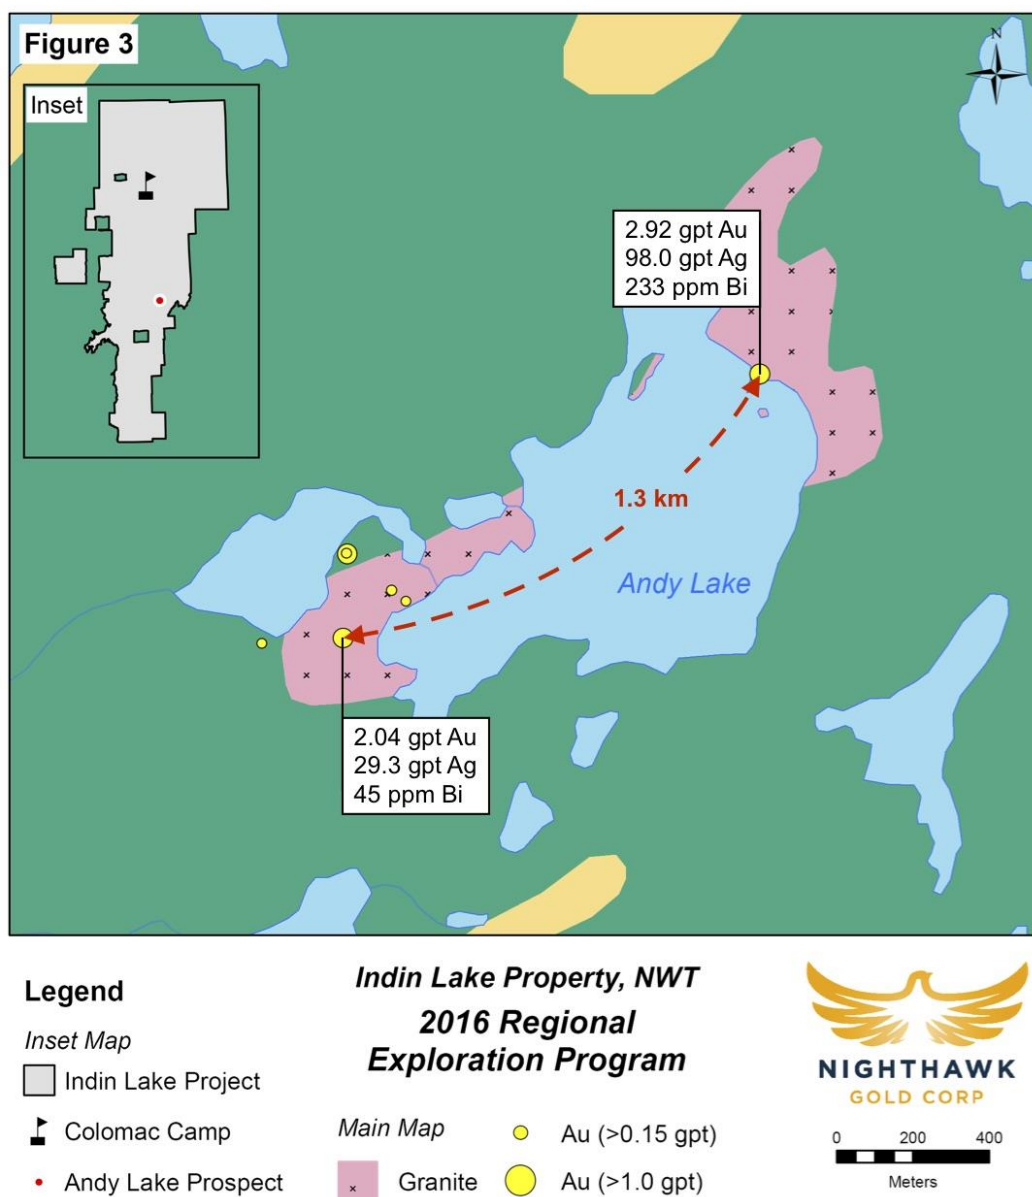 Figure 3
N
Inset
2.92 gpt Au
98.0 gpt Ag
233 ppm Bi
1.3 km
Andy Lake
2.04 gpt Au
29.3 gpt Ag
45 ppm Bi
Legend
Inset Map
Indin Lake Project
Colomac Camp
Andy Lake Prospect
Indin Lake Property, NWT
2016 Regional
Exploration Program
Main Map
Granite
Au (>0.15 gpt)
Au (>1.0 gpt)
NIGHTHAWK
GOLD CORP
0 200 400
Meters